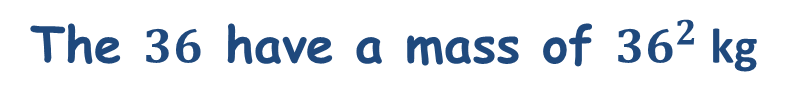 The 36 have a mass of 36² kg